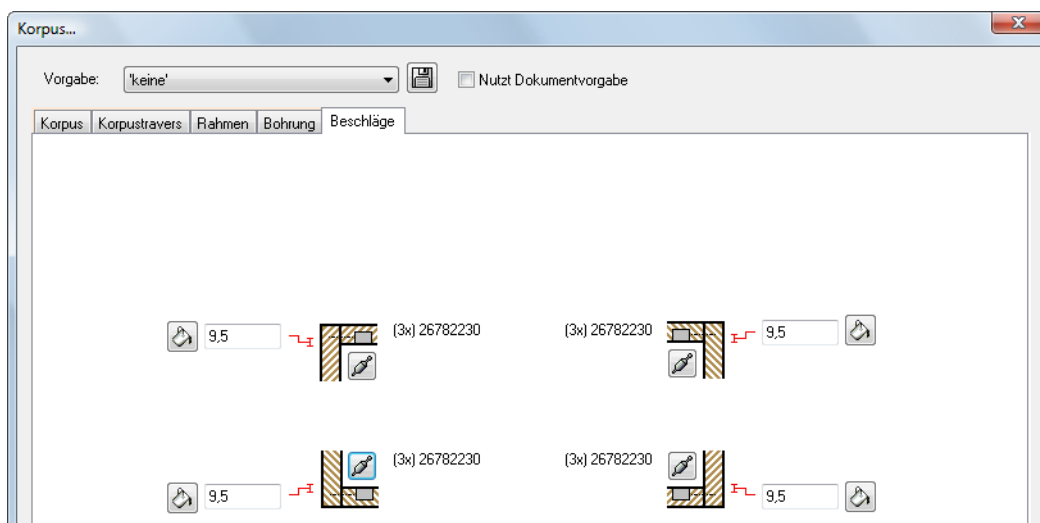 Korpus...
Vorgabe: 'keine' Nutzt Dokumentvorgabe
Korpus Korpustravers Rahmen Bohrung Beschläge
9,5 (3x) 26782230 (3x) 26782230 9,5
(3x) 26782230 (3x) 26782230
9,5 9,5